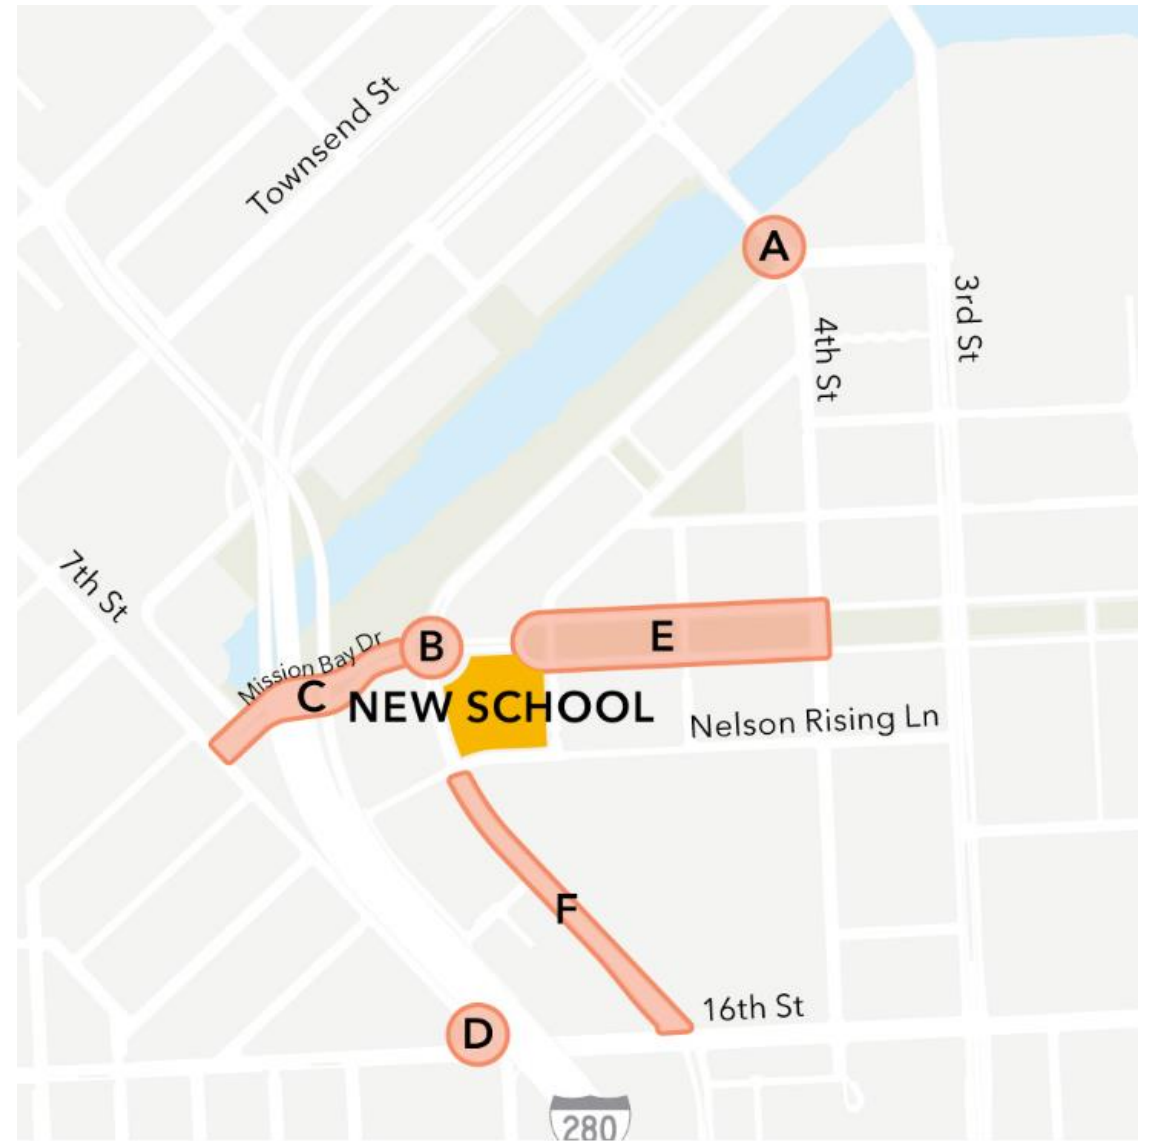 Townsend St
A
3rd St
4th St
7th St
Mission Bay Dr
B
E
C
NEW SCHOOL
Nelson Rising Ln
F
16th St
D
280